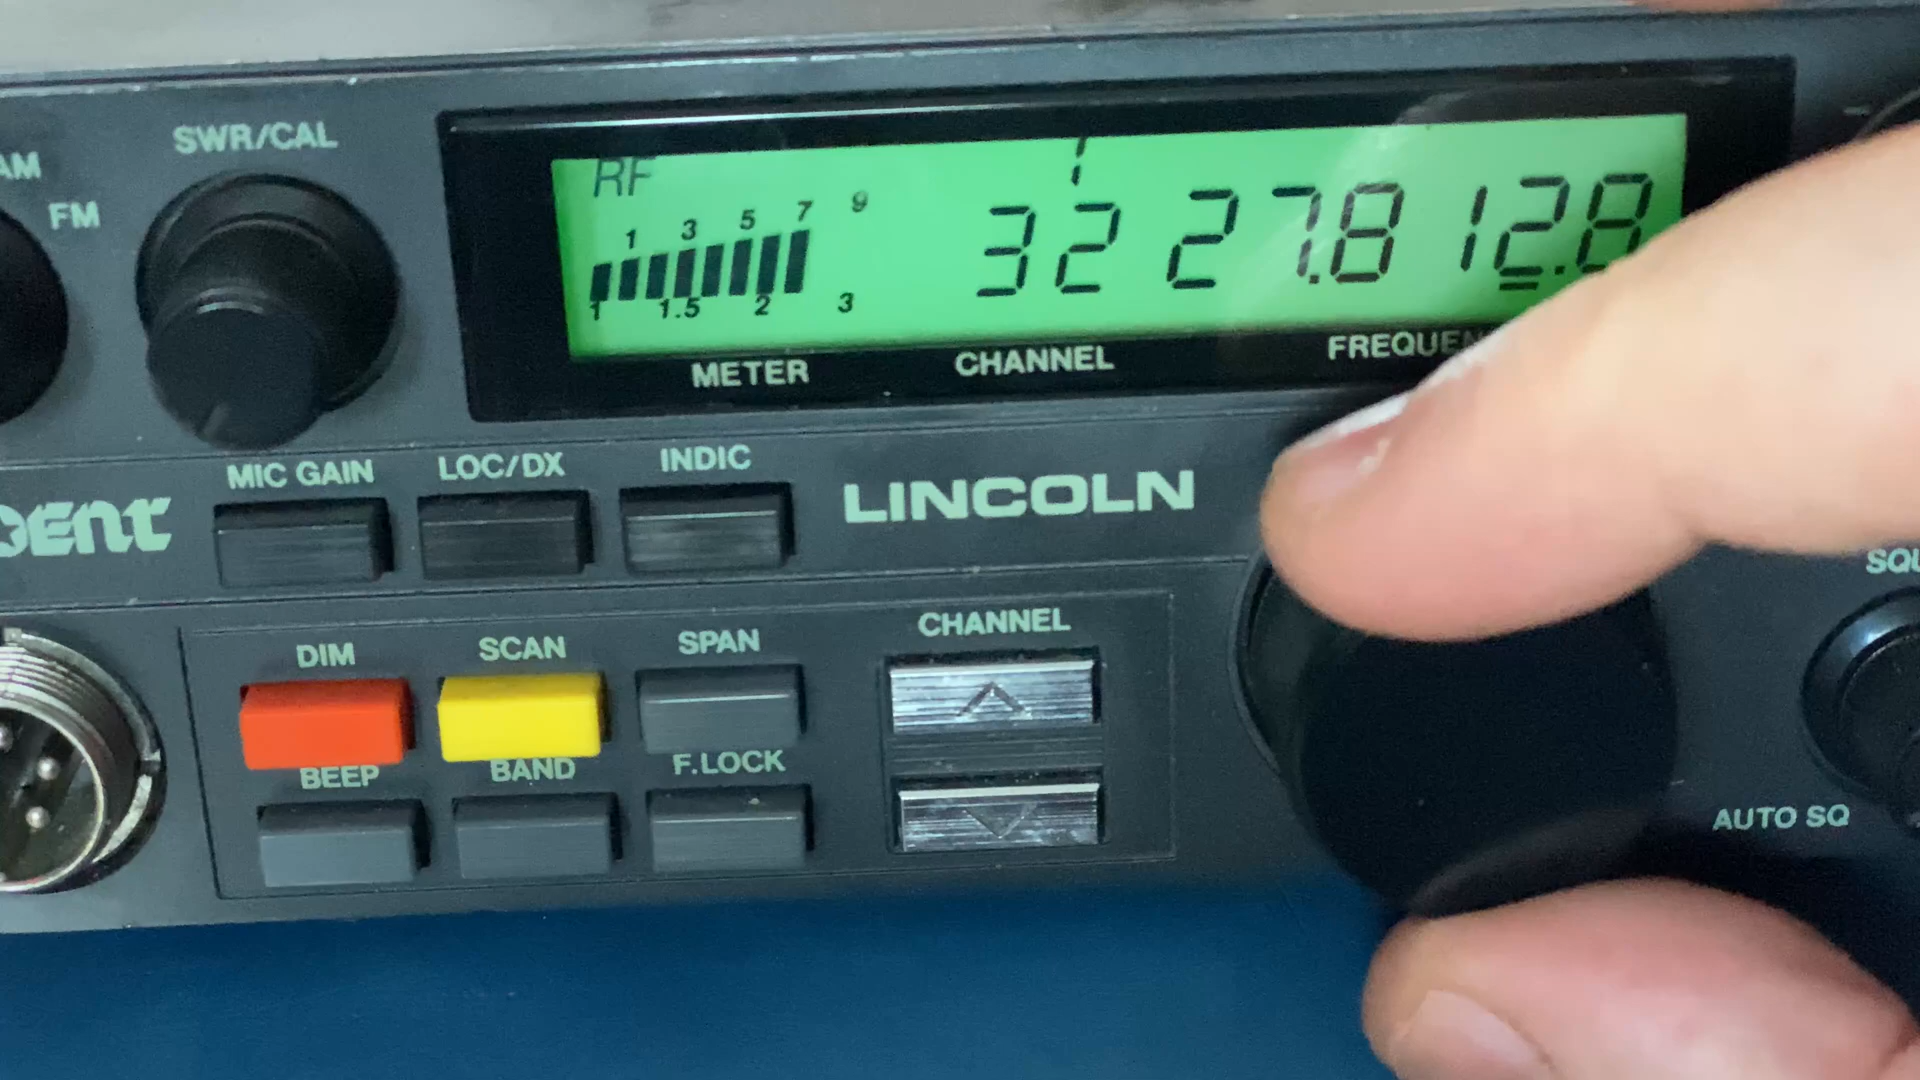 AM
SWR/CAL
FM
RF
1 3 5 7 9
32 27.812.8
1 1.5 2 3
METER CHANNEL
MIC GAIN LOC/DX INDIC
LINCOLN
DIM SCAN SPAN CHANNEL
BEEP BAND F.LOCK
AUTO SQ